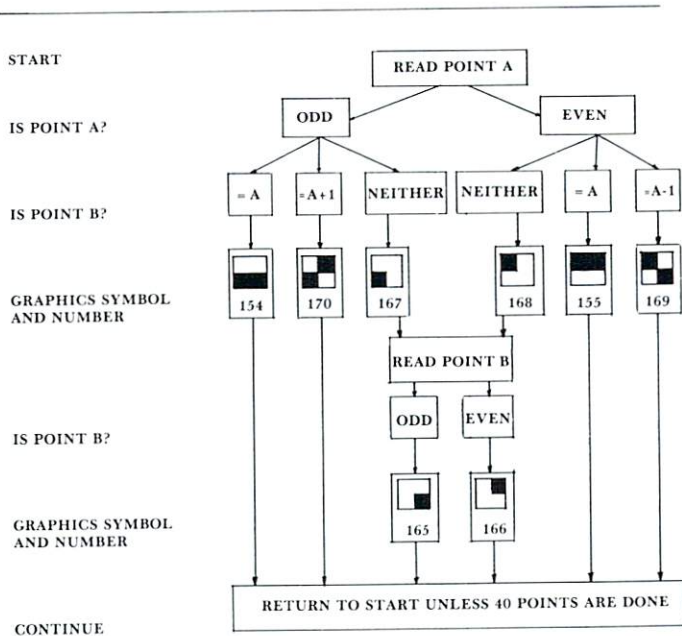 START
READ POINT A
IS POINT A?
ODD
EVEN
IS POINT B?
= A
=A+1
NEITHER
NEITHER
= A
=A-1
GRAPHICS SYMBOL
AND NUMBER
154
170
167
168
155
169
READ POINT B
IS POINT B?
ODD
EVEN
GRAPHICS SYMBOL
AND NUMBER
165
166
CONTINUE
RETURN TO START UNLESS 40 POINTS ARE DONE